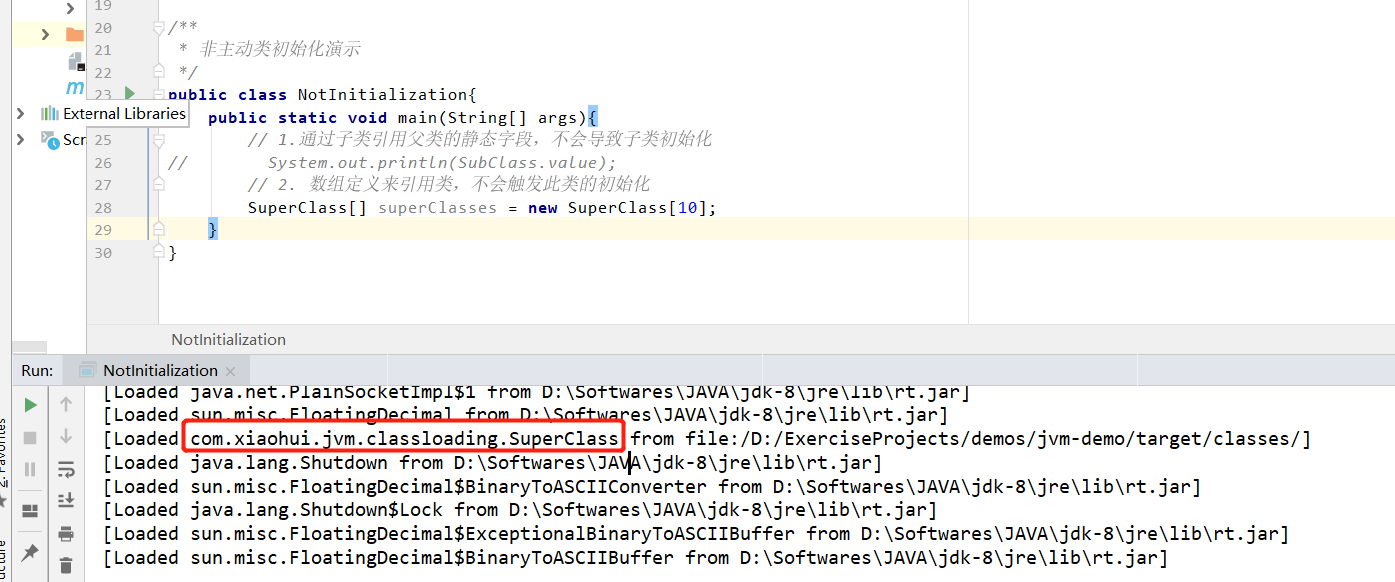 19
20 /**
21 * 非主动类初始化演示
22 */
23 public class NotInitialization{
External Libraries
public static void main(String[] args){
Scr
25 // 1.通过子类引用父类的静态字段，不会导致子类初始化
26 // System.out.println(SubClass.value);
27 // 2. 数组定义来引用类，不会触发此类的初始化
28 SuperClass[] superClasses = new SuperClass[10];
29 }
30 }
NotInitialization
Run: NotInitialization
[Loaded java.net.PlainSocketImpl$1 from D:\Softwares\JAVA\jdk-8\jre\lib\rt.jar]
[Loaded sun.misc.FloatingDecimal from D:\Softwares\JAVA\jdk-8\jre\lib\rt.jar]
[Loaded com.xiaohui.jvm.classloading.SuperClass from file:/D:/ExerciseProjects/demos/jvm-demo/target/classes/]
[Loaded java.lang.Shutdown from D:\Softwares\JAVA\jdk-8\jre\lib\rt.jar]
[Loaded sun.misc.FloatingDecimal$BinaryToASCIIConverter from D:\Softwares\JAVA\jdk-8\jre\lib\rt.jar]
[Loaded java.lang.Shutdown$Lock from D:\Softwares\JAVA\jdk-8\jre\lib\rt.jar]
[Loaded sun.misc.FloatingDecimal$ExceptionalBinaryToASCIIBuffer from D:\Softwares\JAVA\jdk-8\jre\lib\rt.jar]
[Loaded sun.misc.FloatingDecimal$BinaryToASCIIBuffer from D:\Softwares\JAVA\jdk-8\jre\lib\rt.jar]
2: Favorites